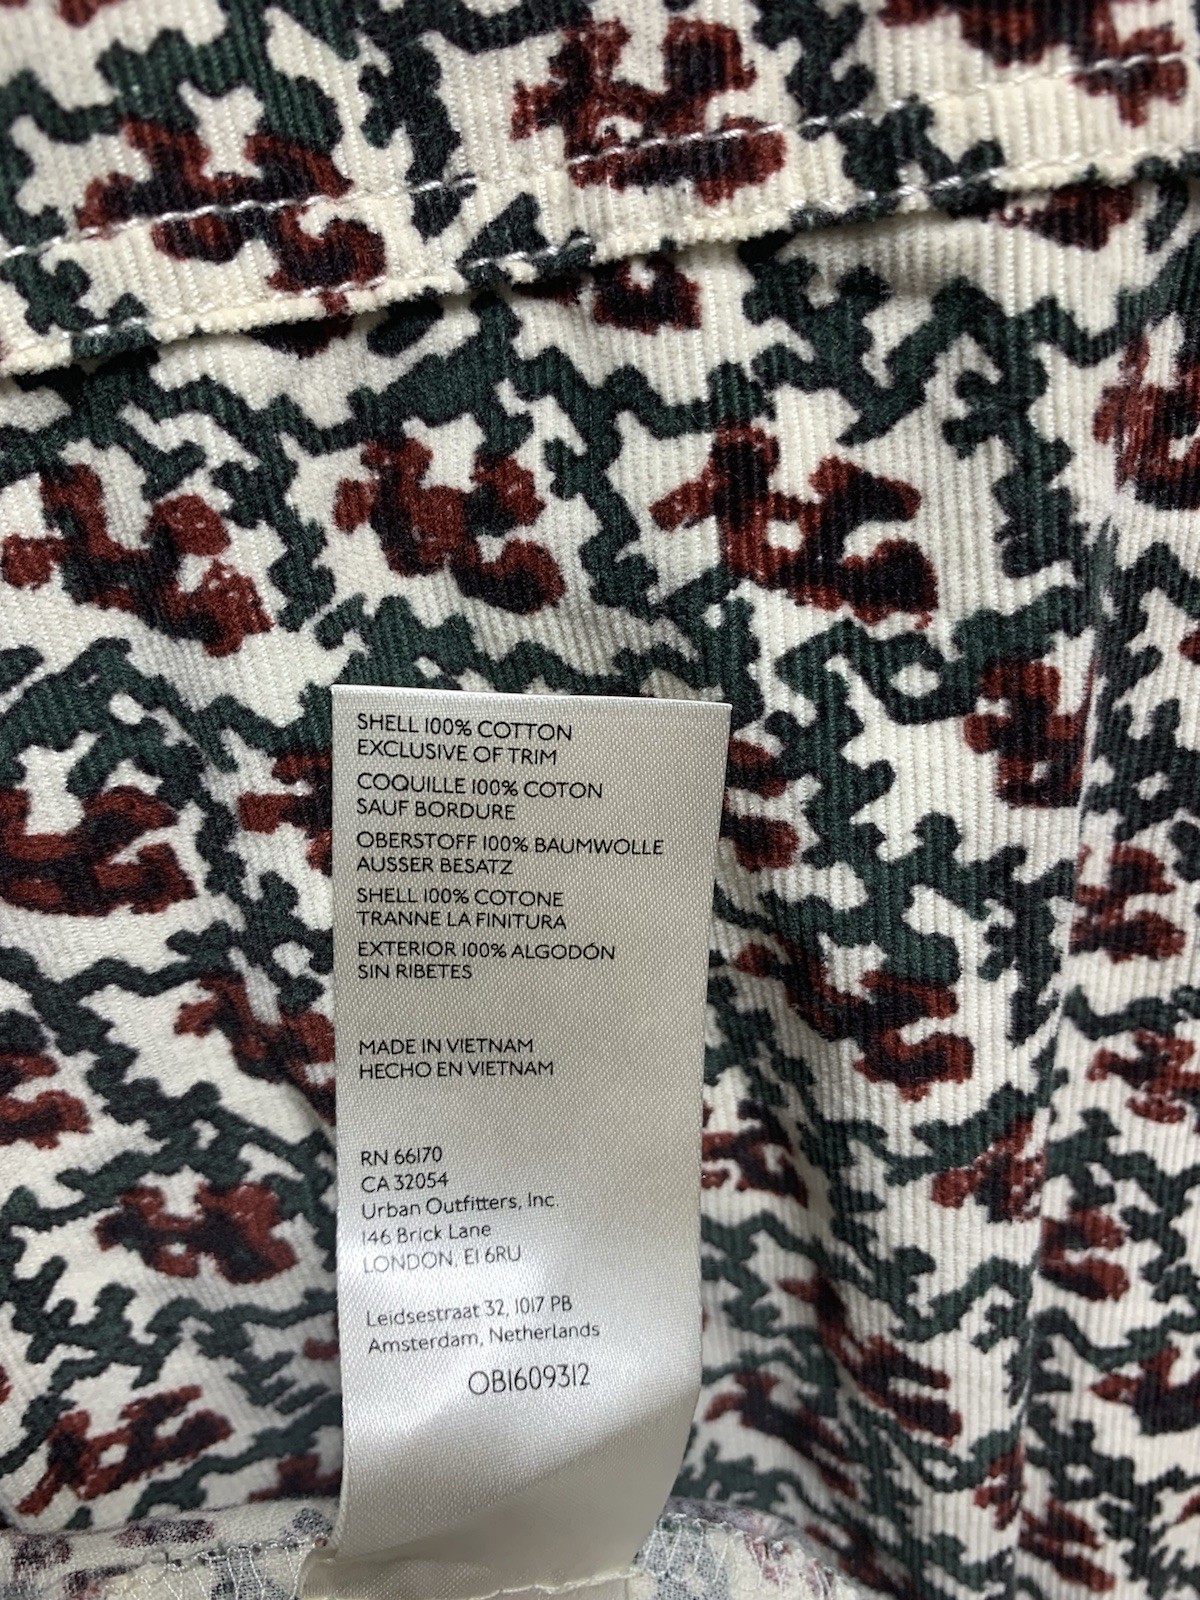 SHELL 100% COTTON
EXCLUSIVE OF TRIM
COQUILLE 100% COTON
SAUF BORDURE
OBERSTOFF 100% BAUMWOLLE
AUSSER BESATZ
SHELL 100% COTONE
TRANNE LA FINITURA
EXTERIOR 100% ALGODÓN
SIN RIBETES
MADE IN VIETNAM
HECHO EN VIETNAM
RN 66170
CA 32054
Urban Outfitters, Inc.
146 Brick Lane
LONDON, E1 6RU
Leidsestraat 32, 1017 PB
Amsterdam, Netherlands
OB1609312